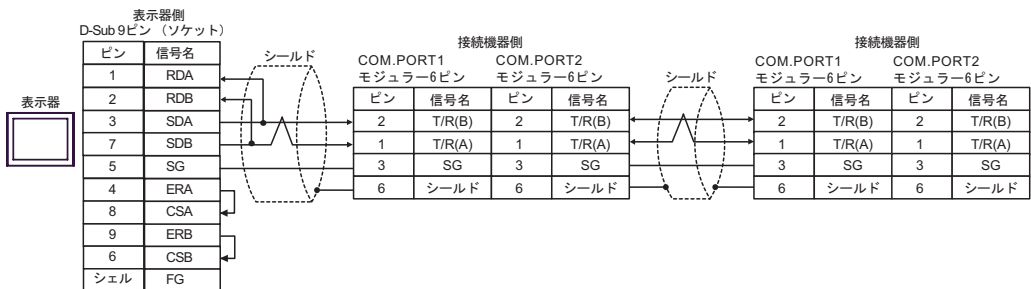 表示器側
D-Sub 9ピン （ソケット）
ピン 信号名
1 RDA
2 RDB
3 SDA
7 SDB
5 SG
4 ERA
8 CSA
9 ERB
6 CSB
シェル FG
表示器
シールド
接続機器側
COM.PORT1 COM.PORT2
モジュラー6ピン モジュラー6ピン
ピン 信号名 ピン 信号名
2 T/R(B) 2 T/R(B)
1 T/R(A) 1 T/R(A)
3 SG 3 SG
6 シールド 6 シールド
シールド
接続機器側
COM.PORT1 COM.PORT2
モジュラー6ピン モジュラー6ピン
ピン 信号名 ピン 信号名
2 T/R(B) 2 T/R(B)
1 T/R(A) 1 T/R(A)
3 SG 3 SG
6 シールド 6 シールド